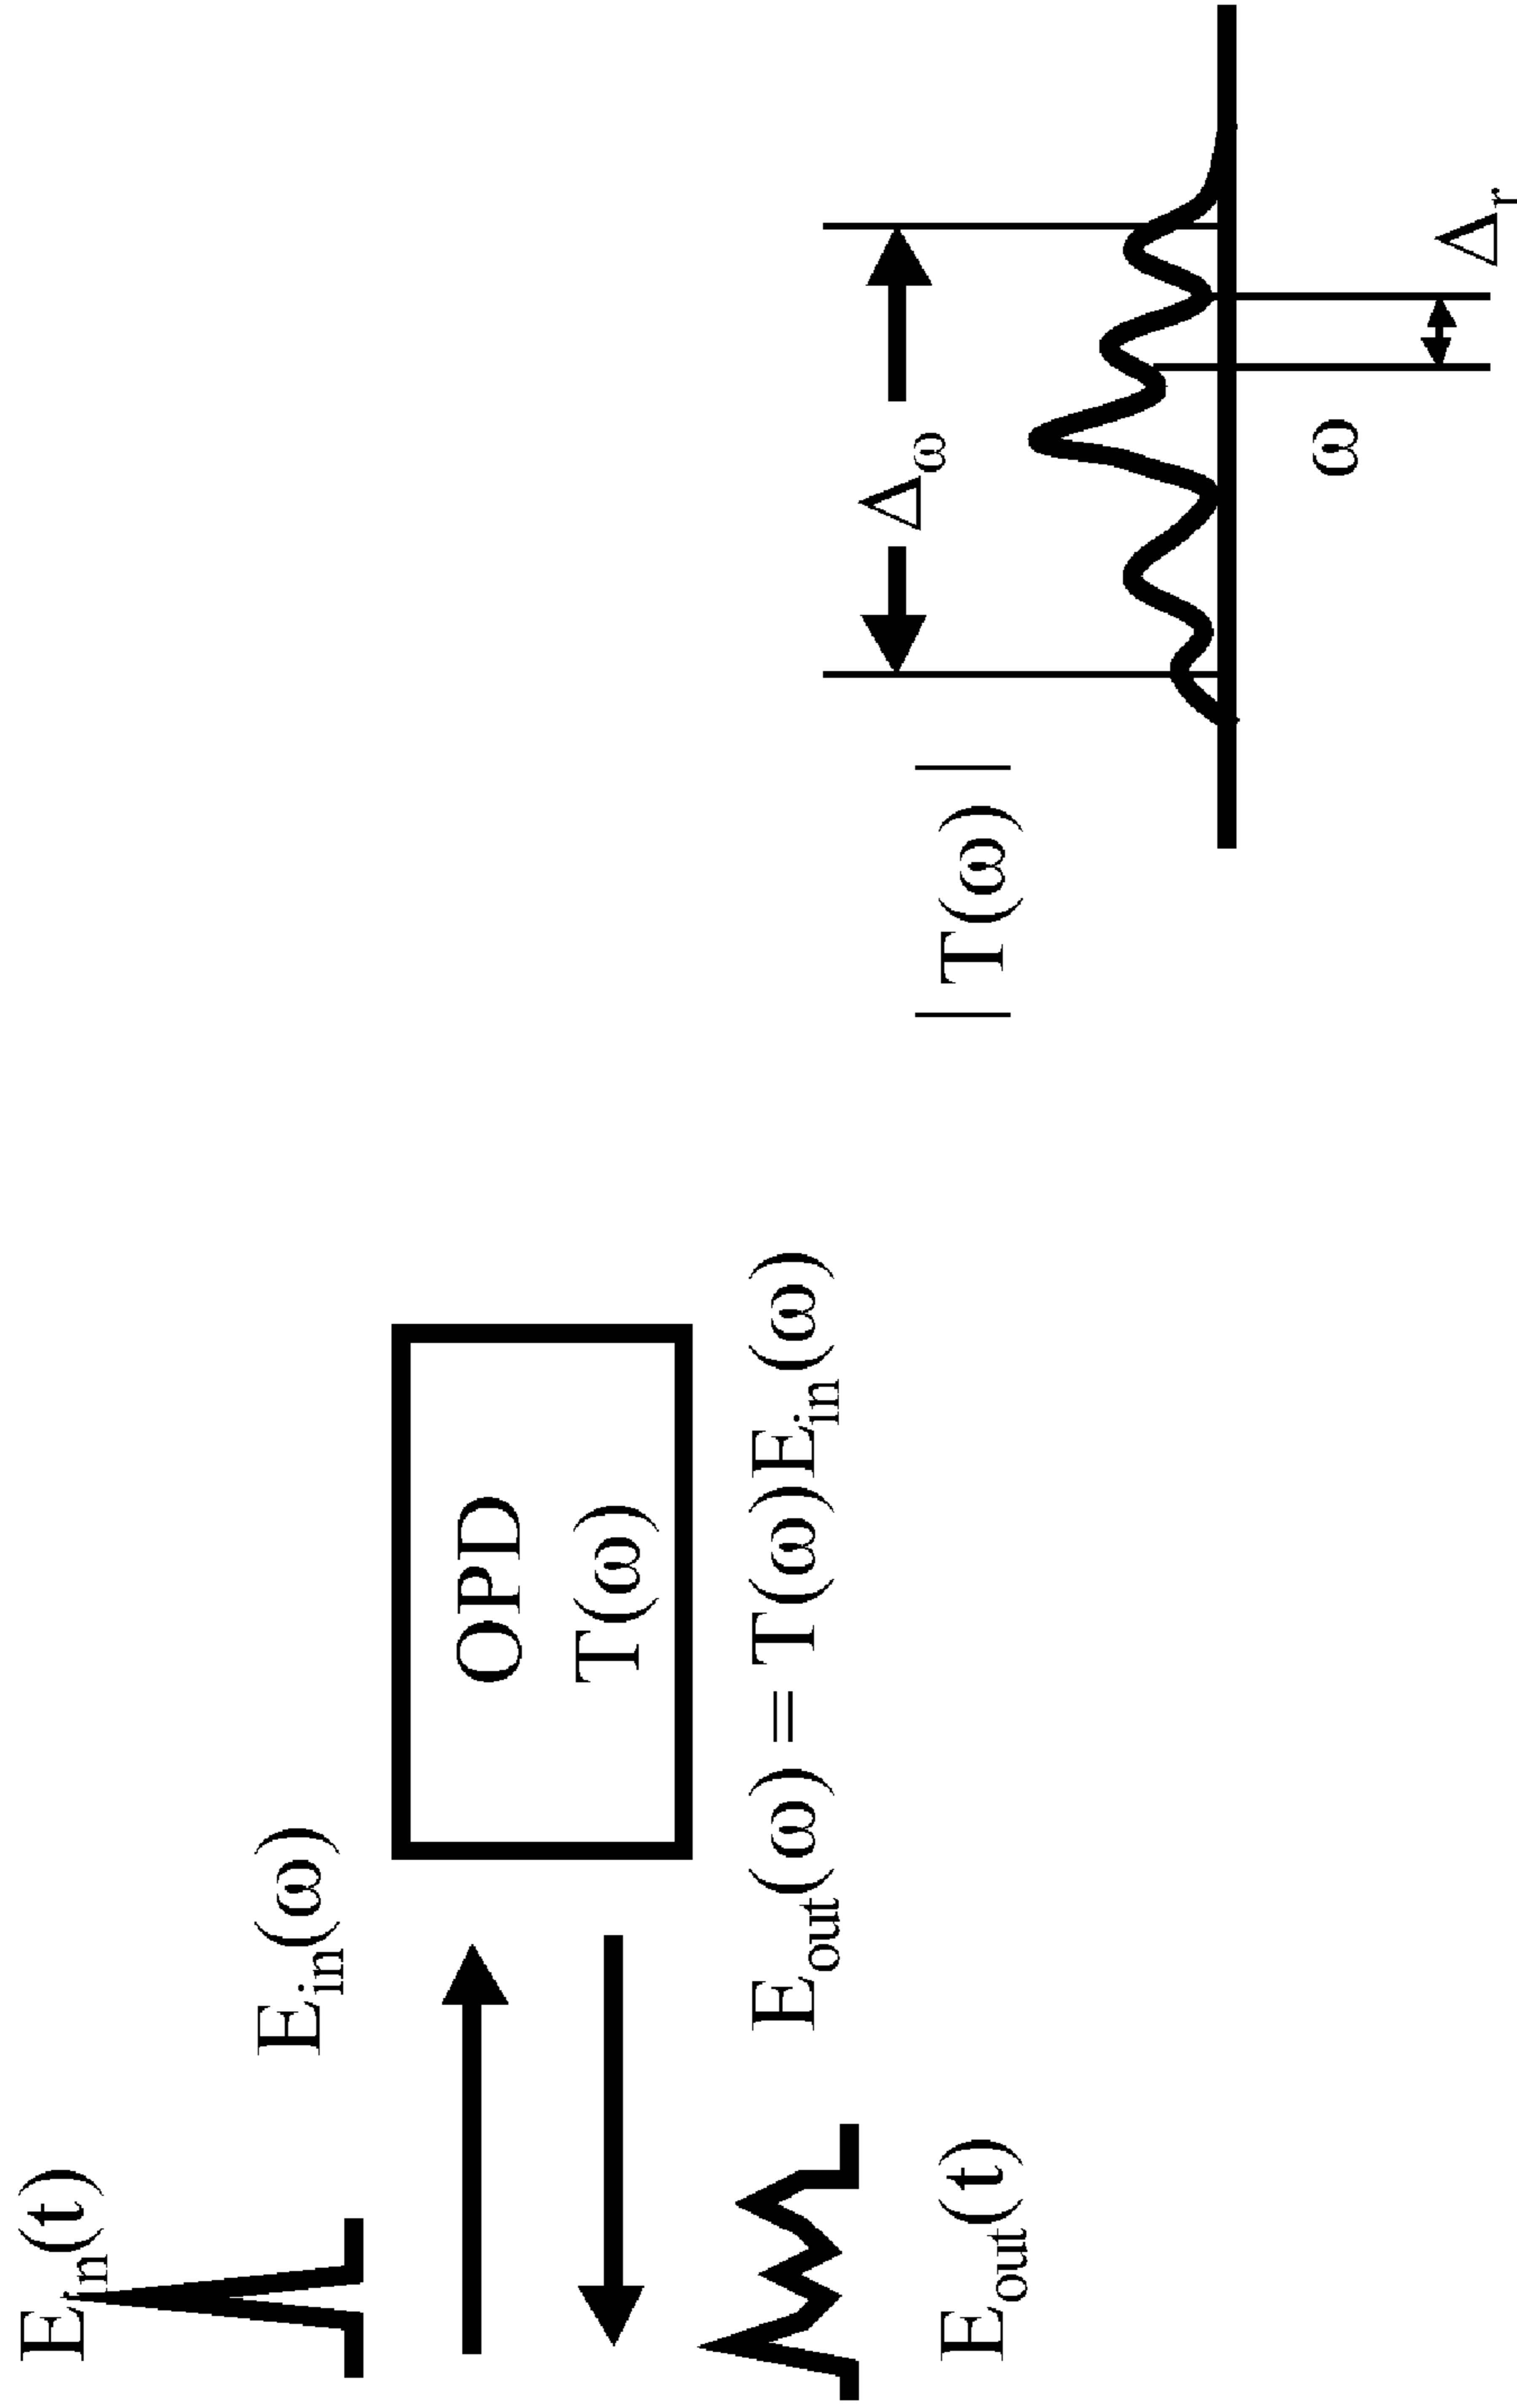 E_in(t)
E_in(ω)
OPD
T(ω)
E_out(ω) = T(ω)E_in(ω)
E_out(t)
| T(ω) |
Δ_ω
ω
Δ_r